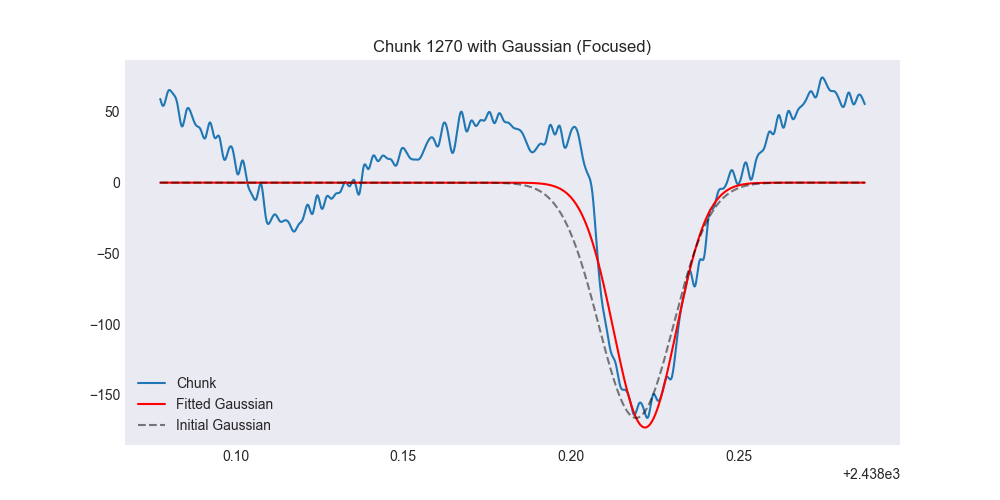 Chunk 1270 with Gaussian (Focused)
50
0
−50
−100
−150
Chunk
Fitted Gaussian
Initial Gaussian
0.10 0.15 0.20 0.25
+2.438e3